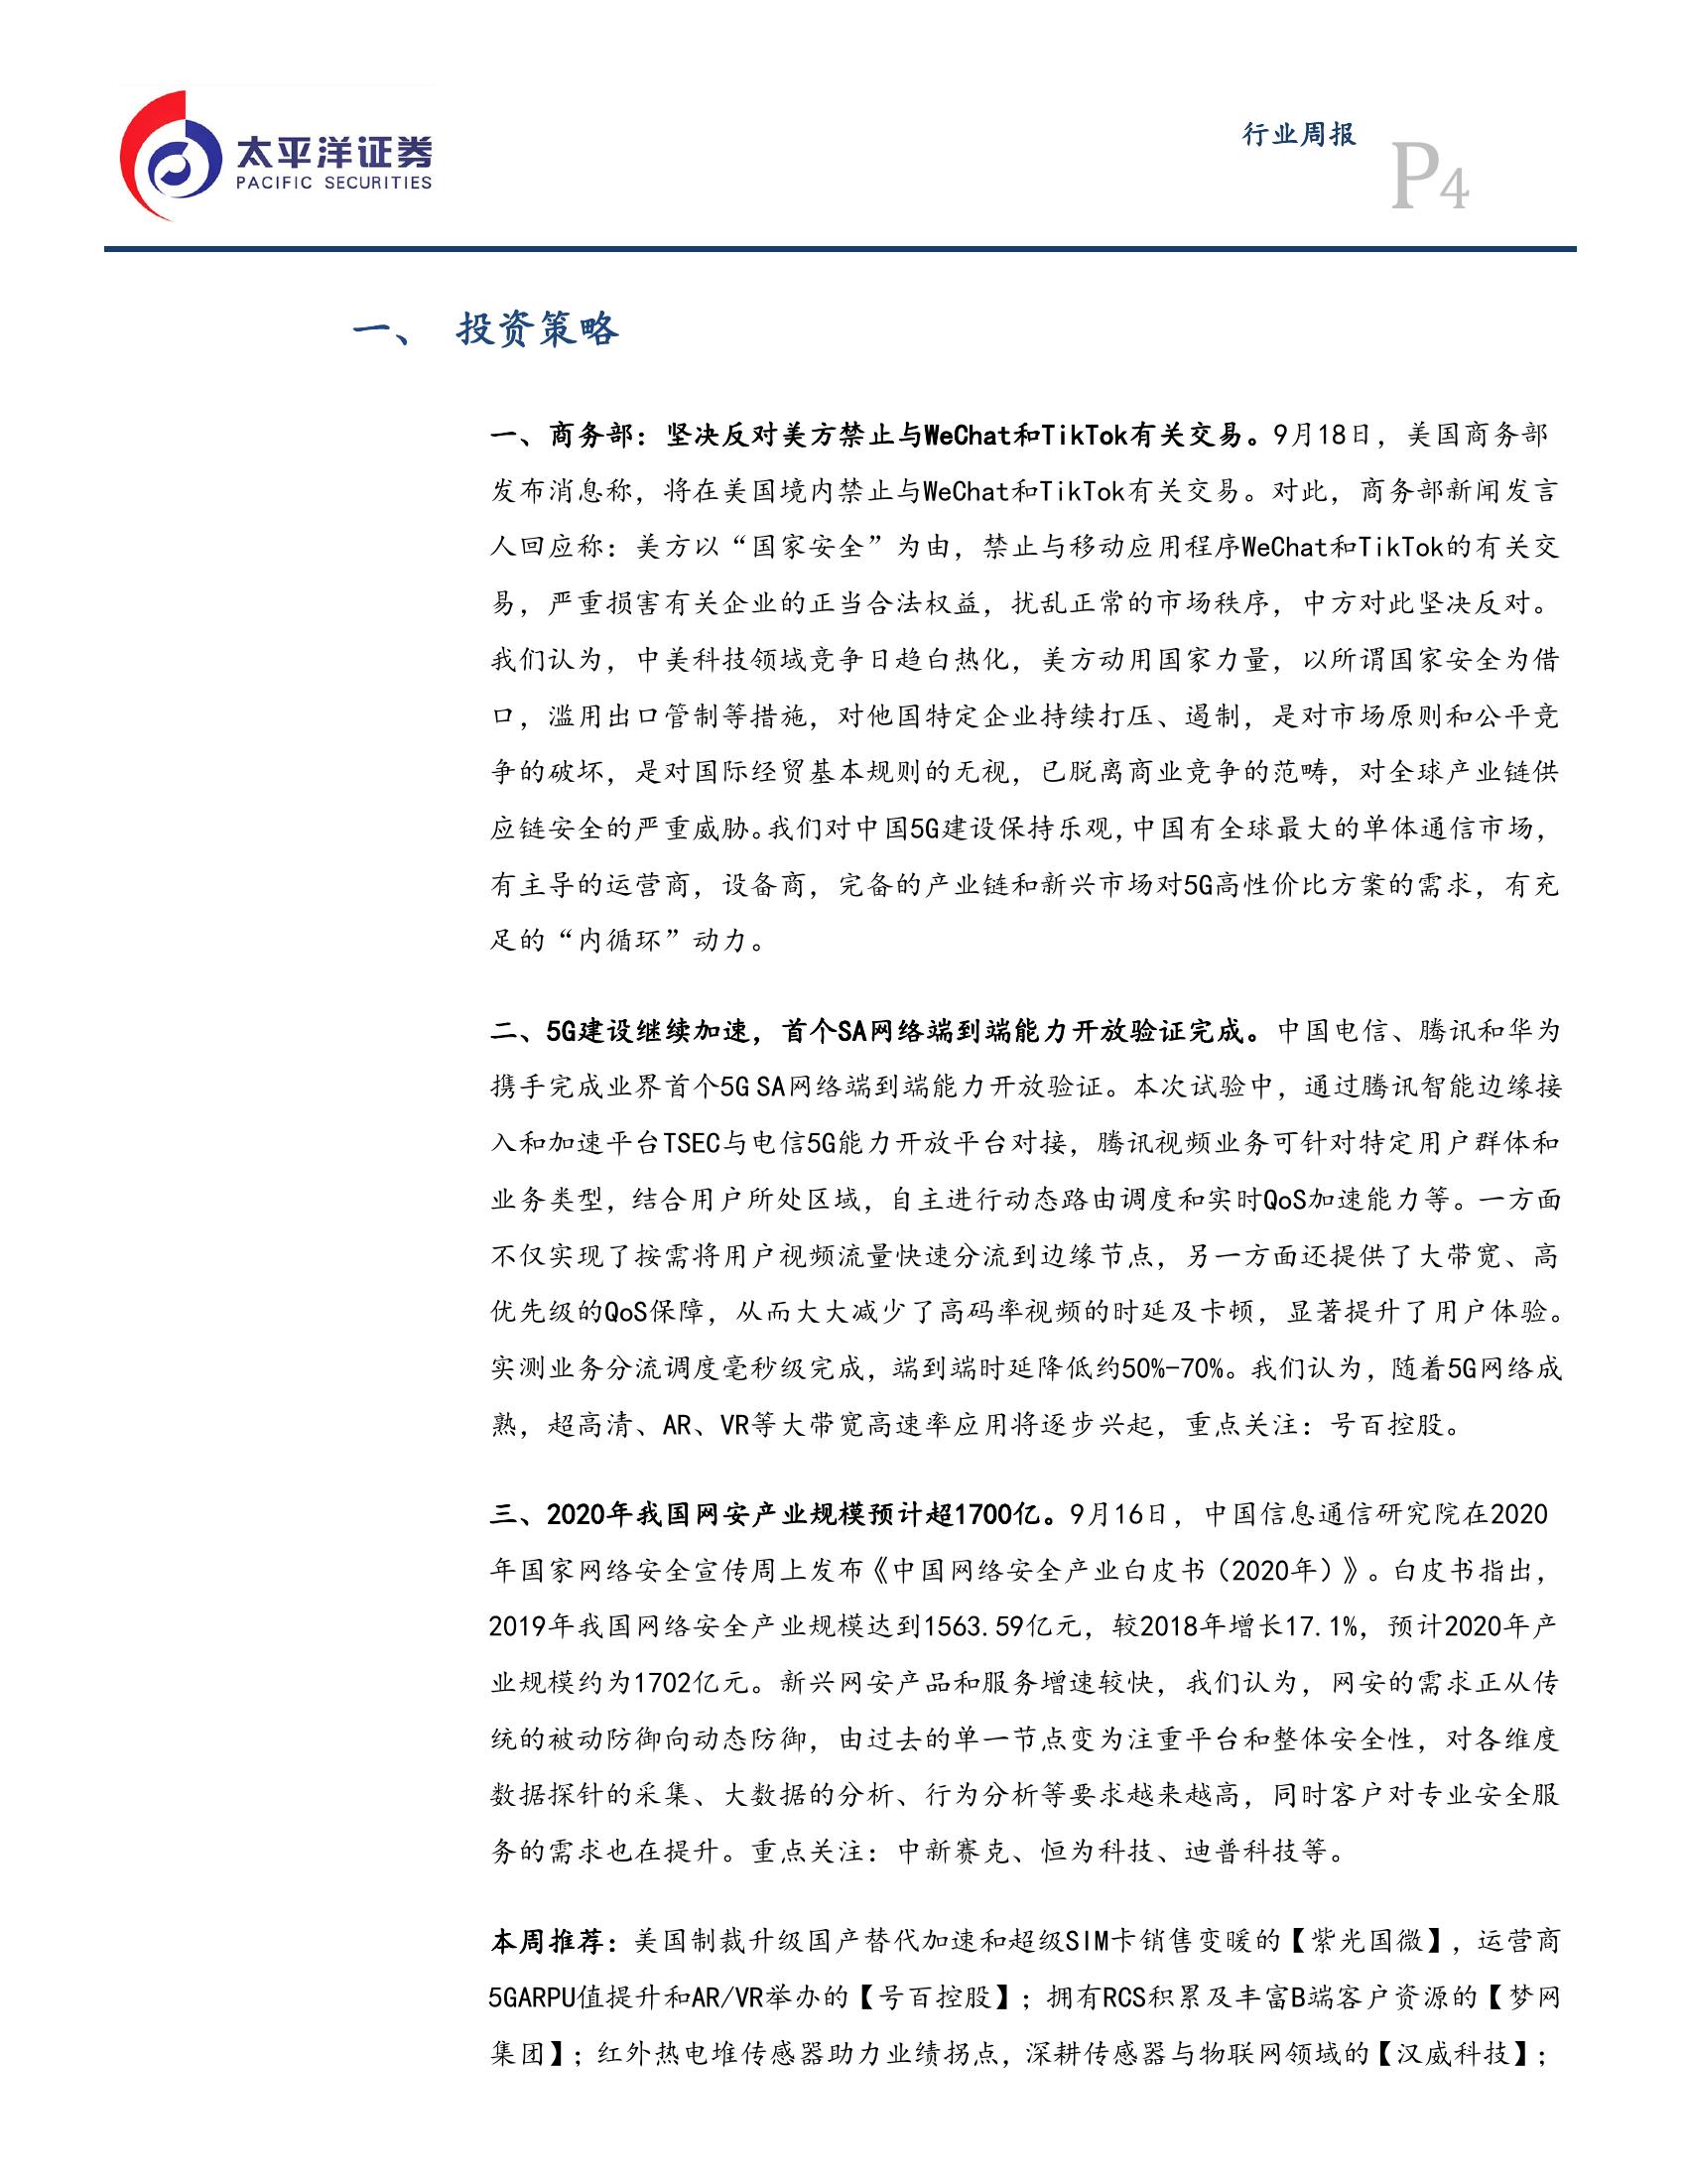 太平洋证券
PACIFIC SECURITIES
行业周报
P4
一、 投资策略
一、商务部：坚决反对美方禁止与WeChat和TikTok有关交易。9月18日，美国商务部
发布消息称，将在美国境内禁止与WeChat和TikTok有关交易。对此，商务部新闻发言
人回应称：美方以“国家安全”为由，禁止与移动应用程序WeChat和TikTok的有关交
易，严重损害有关企业的正当合法权益，扰乱正常的市场秩序，中方对此坚决反对。
我们认为，中美科技领域竞争日趋白热化，美方动用国家力量，以所谓国家安全为借
口，滥用出口管制等措施，对他国特定企业持续打压、遏制，是对市场原则和公平竞
争的破坏，是对国际经贸基本规则的无视，已脱离商业竞争的范畴，对全球产业链供
应链安全的严重威胁。我们对中国5G建设保持乐观，中国有全球最大的单体通信市场，
有主导的运营商，设备商，完备的产业链和新兴市场对5G高性价比方案的需求，有充
足的“内循环”动力。
二、5G建设继续加速，首个SA网络端到端能力开放验证完成。中国电信、腾讯和华为
携手完成业界首个5G SA网络端到端能力开放验证。本次试验中，通过腾讯智能边缘接
入和加速平台TSEC与电信5G能力开放平台对接，腾讯视频业务可针对特定用户群体和
业务类型，结合用户所处区域，自主进行动态路由调度和实时QoS加速能力等。一方面
不仅实现了按需将用户视频流量快速分流到边缘节点，另一方面还提供了大带宽、高
优先级的QoS保障，从而大大减少了高码率视频的时延及卡顿，显著提升了用户体验。
实测业务分流调度毫秒级完成，端到端时延降低约50%-70%。我们认为，随着5G网络成
熟，超高清、AR、VR等大带宽高速率应用将逐步兴起，重点关注：号百控股。
三、2020年我国网安产业规模预计超1700亿。9月16日，中国信息通信研究院在2020
年国家网络安全宣传周上发布《中国网络安全产业白皮书（2020年）》。白皮书指出，
2019年我国网络安全产业规模达到1563.59亿元，较2018年增长17.1%，预计2020年产
业规模约为1702亿元。新兴网安产品和服务增速较快，我们认为，网安的需求正从传
统的被动防御向动态防御，由过去的单一节点变为注重平台和整体安全性，对各维度
数据探针的采集、大数据的分析、行为分析等要求越来越高，同时客户对专业安全服
务的需求也在提升。重点关注：中新赛克、恒为科技、迪普科技等。
本周推荐：美国制裁升级国产替代加速和超级SIM卡销售变暖的【紫光国微】，运营商
5GARPU值提升和AR/VR举办的【号百控股】；拥有RCS积累及丰富B端客户资源的【梦网
集团】；红外热电堆传感器助力业绩拐点，深耕传感器与物联网领域的【汉威科技】；